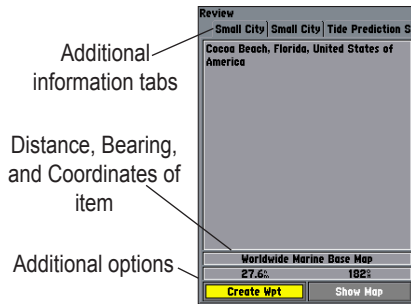 Review
Small City Small City Tide Prediction S
Cocoa Beach, Florida, United States of
America
Additional
information tabs
Distance, Bearing,
and Coordinates of
item
Worldwide Marine Base Map
27.6 182°
Additional options
Create Wpt Show Map